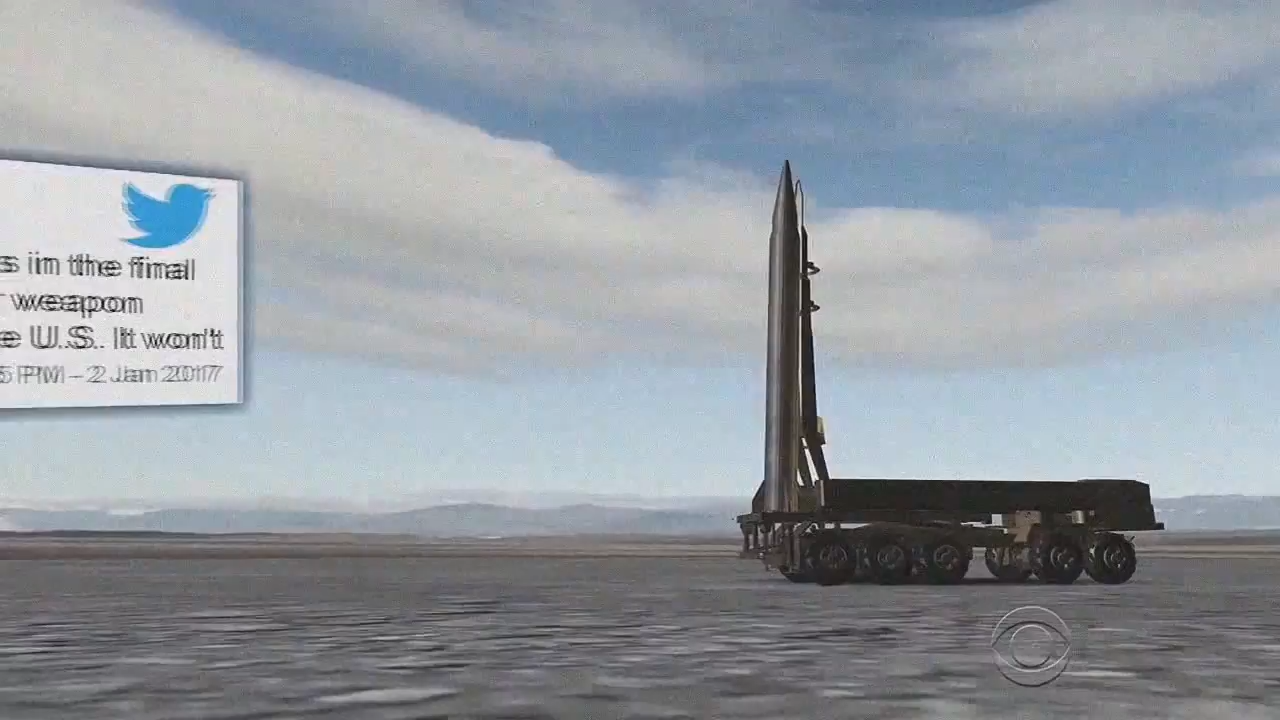 in the final
weapon
U.S. It won't
PM – 2 Jan 2017